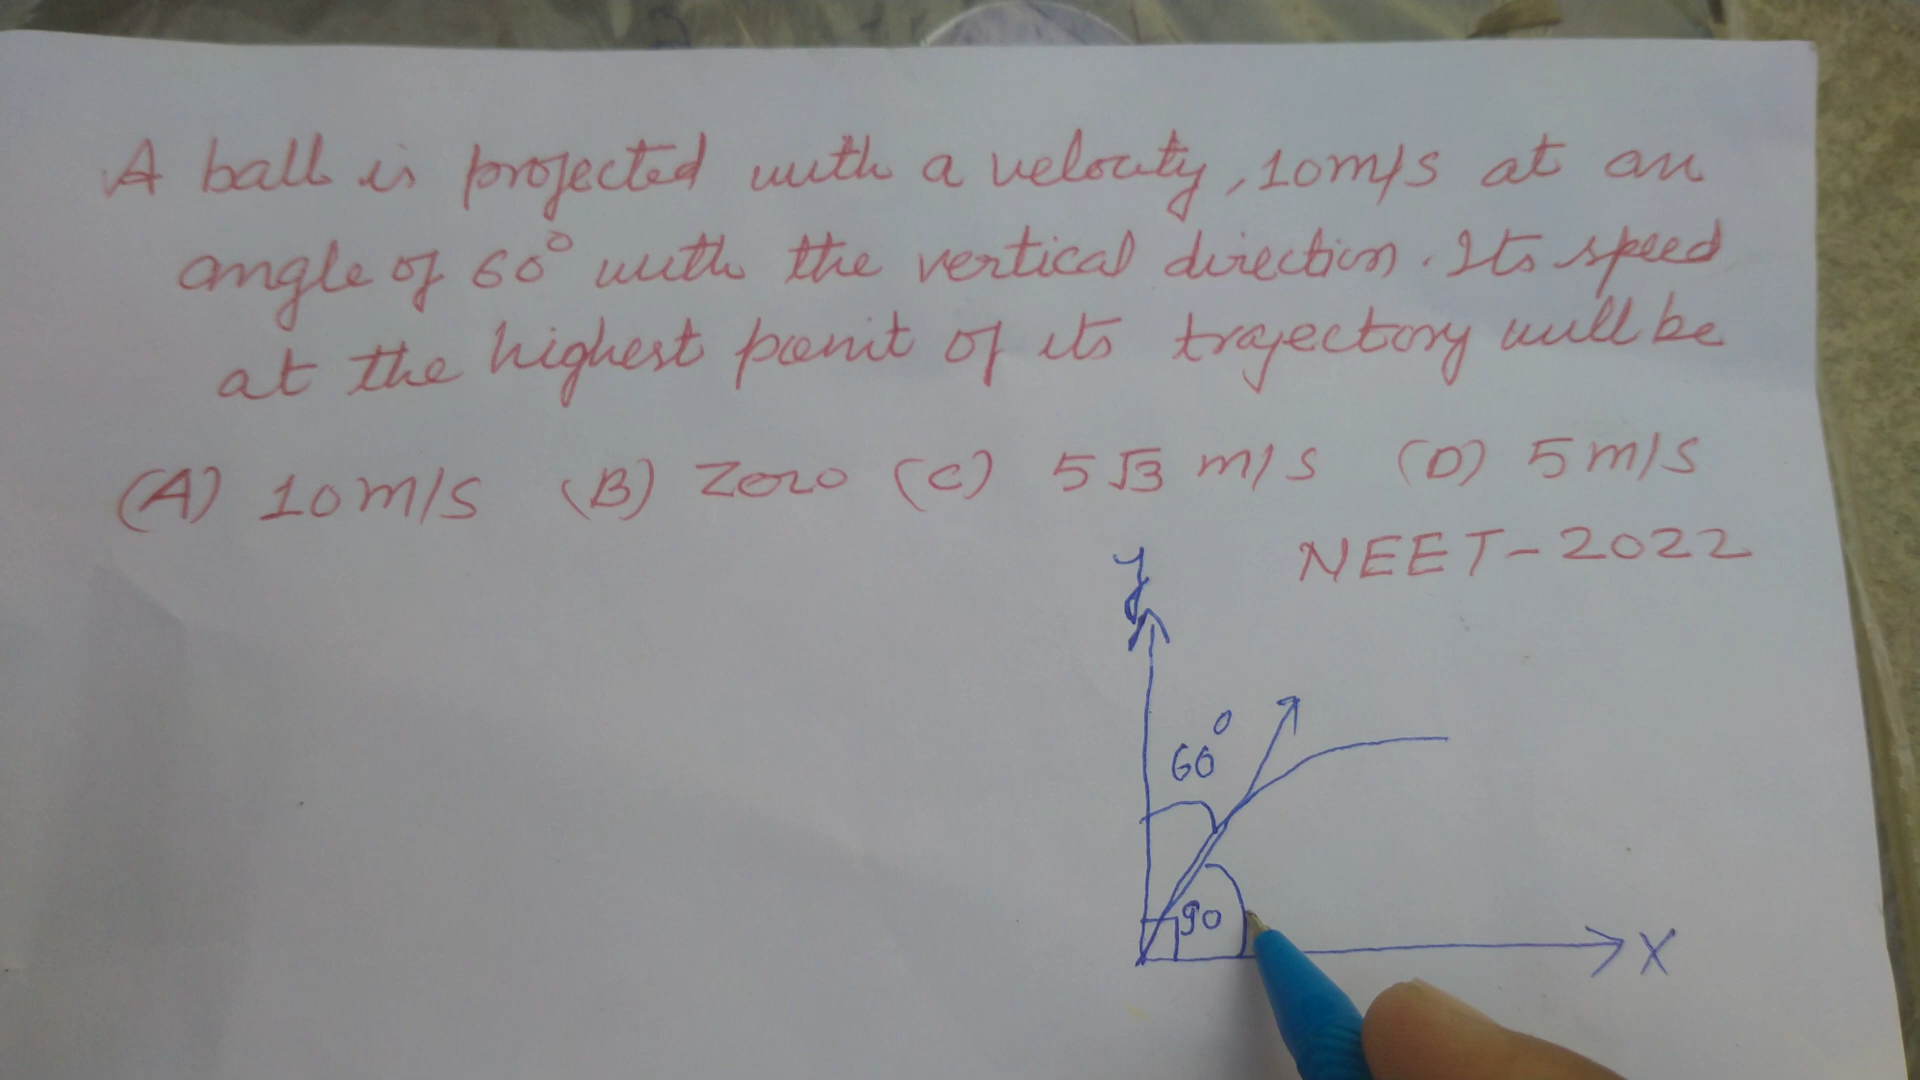 A ball is projected with a velocity, 10m/s at an
angle of 60° with the vertical direction. Its speed
at the highest point of its trajectory will be
(A) 10m/s (B) Zero (C) 5√3 m/s (D) 5m/s
NEET-2022
y
60°
90
X